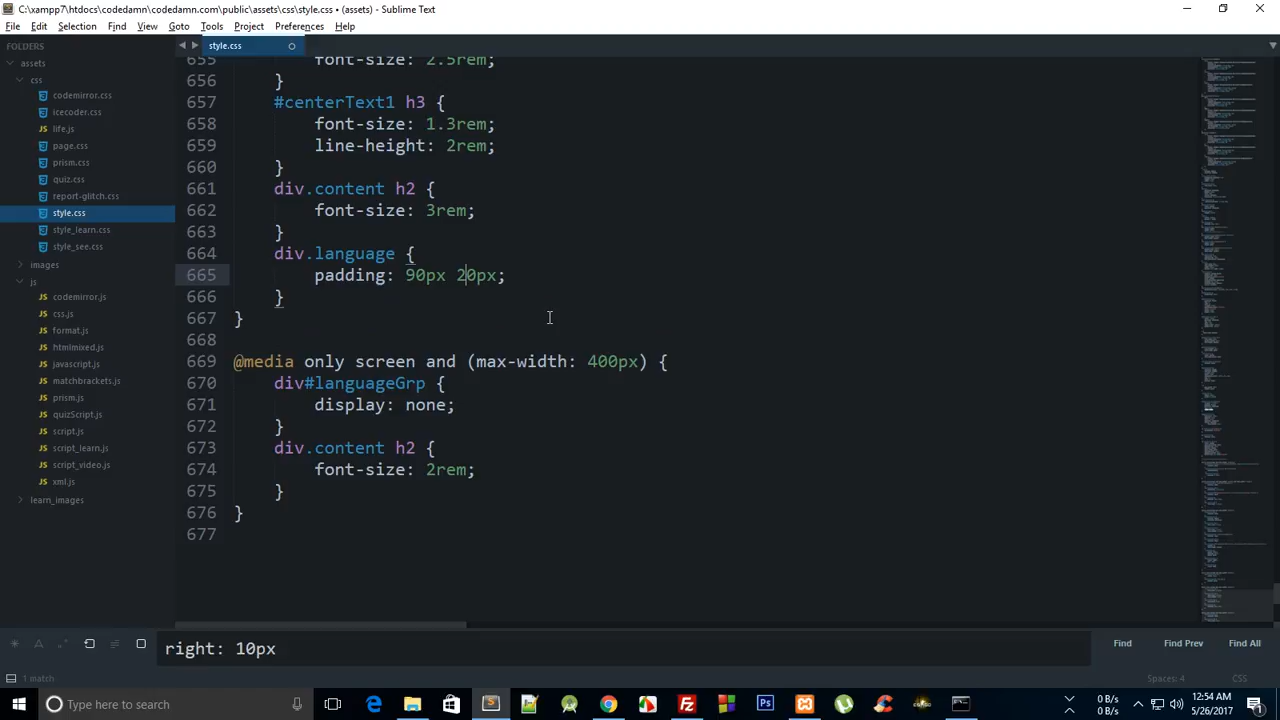 C:\xampp7\htdocs\codedamn\codedamn.com\public\assets\css\style.css • (assets) - Sublime Text
File Edit Selection Find View Goto Tools Project Preferences Help
FOLDERS
assets
css
codemirror.css
icecoder.css
life.js
page.css
prism.css
quiz.css
report-glitch.css
style.css
style_learn.css
style_see.css
images
js
codemirror.js
css.js
format.js
htmlmixed.js
javascript.js
matchbrackets.js
prism.js
quizScript.js
script.js
script_learn.js
script_video.js
xml.js
learn_images
style.css
655 font-size: 2.5rem;
656 }
657 #centerText1 h3 {
658 font-size: 1.3rem;
659 line-height: 2rem;
660 }
661 div.content h2 {
662 font-size: 3rem;
663 }
664 div.language {
665 padding: 90px 20px;
666 }
667 }
668
669 @media only screen and (max-width: 400px) {
670 div#languageGrp {
671 display: none;
672 }
673 div.content h2 {
674 font-size: 2rem;
675 }
676 }
677
right: 10px
Find Find Prev Find All
1 match Spaces: 4 CSS
Type here to search
0 B/s
0 B/s
12:54 AM
5/26/2017